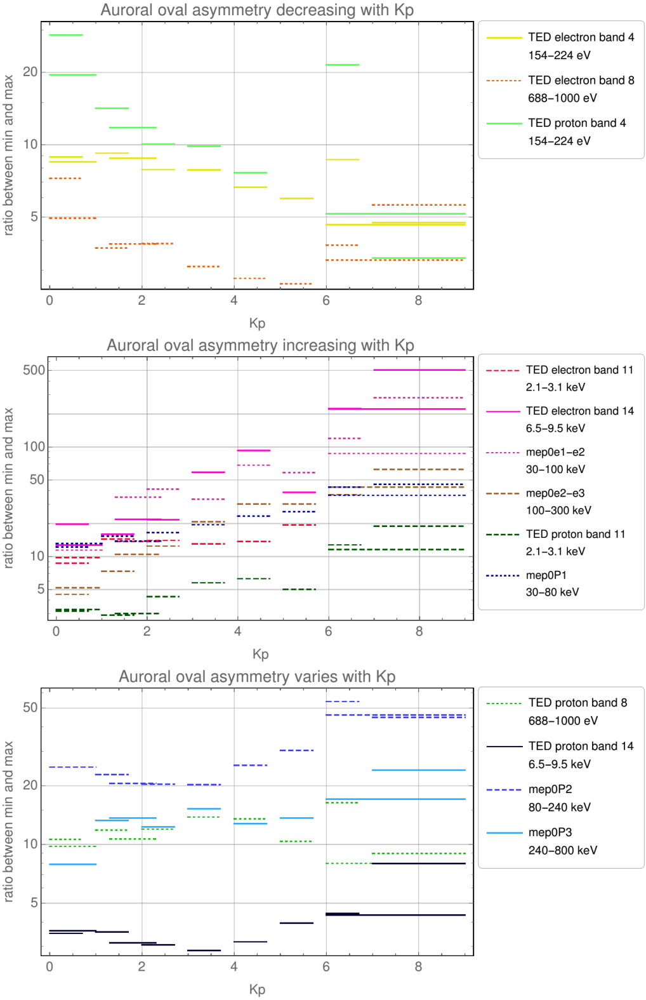 Auroral oval asymmetry decreasing with Kp
ratio between min and max
20
10
5
0 2 4 6 8
Kp
TED electron band 4
154–224 eV
TED electron band 8
688–1000 eV
TED proton band 4
154–224 eV
Auroral oval asymmetry increasing with Kp
ratio between min and max
500
100
50
10
5
0 2 4 6 8
Kp
TED electron band 11
2.1–3.1 keV
TED electron band 14
6.5–9.5 keV
mep0e1–e2
30–100 keV
mep0e2–e3
100–300 keV
TED proton band 11
2.1–3.1 keV
mep0P1
30–80 keV
Auroral oval asymmetry varies with Kp
ratio between min and max
50
20
10
5
0 2 4 6 8
Kp
TED proton band 8
688–1000 eV
TED proton band 14
6.5–9.5 keV
mep0P2
80–240 keV
mep0P3
240–800 keV